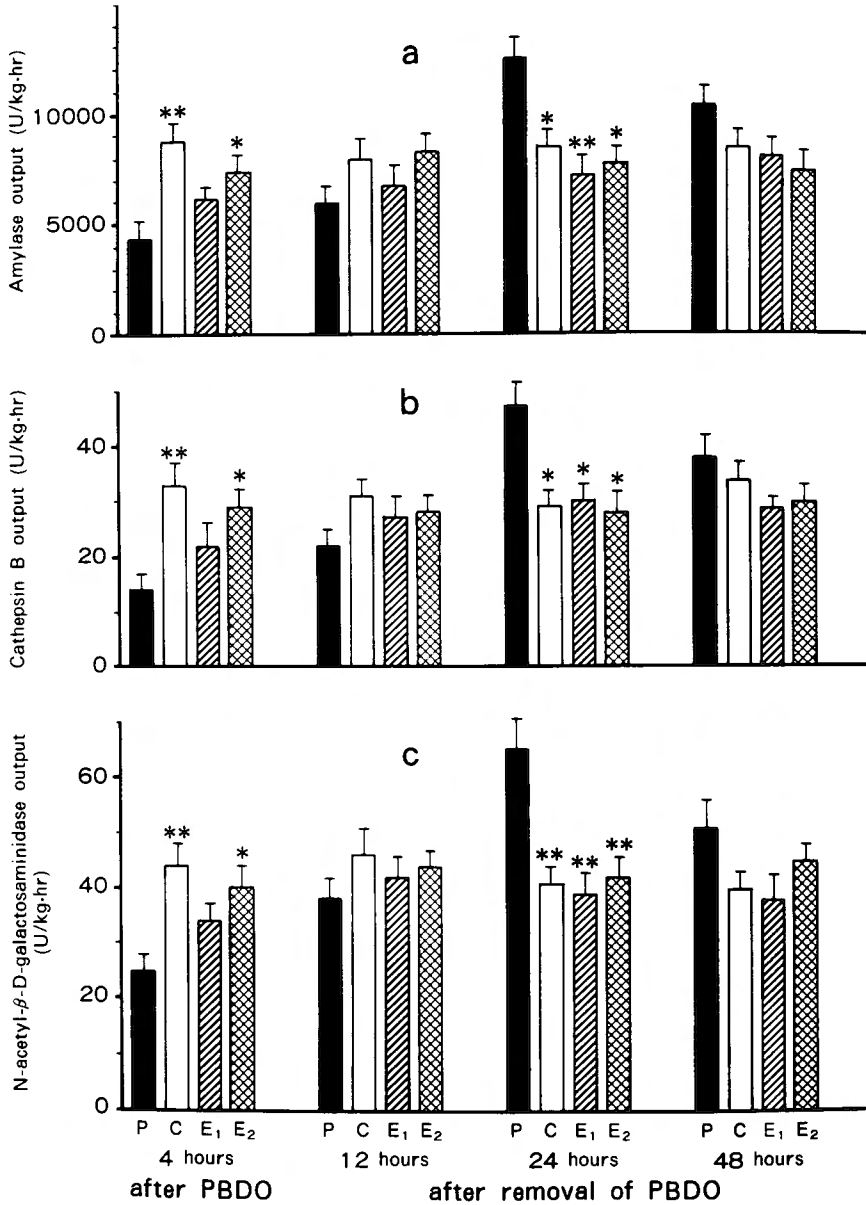 a
Amylase output (U/kg·hr)
10000
5000
0
** *
* ** *
b
Cathepsin B output (U/kg·hr)
40
20
0
** *
* * *
c
N-acetyl-β-D-galactosaminidase output
(U/kg·hr)
60
40
20
0
** *
** ** **
P C E₁ E₂ P C E₁ E₂ P C E₁ E₂ P C E₁ E₂
4 hours 12 hours 24 hours 48 hours
after PBDO after removal of PBDO